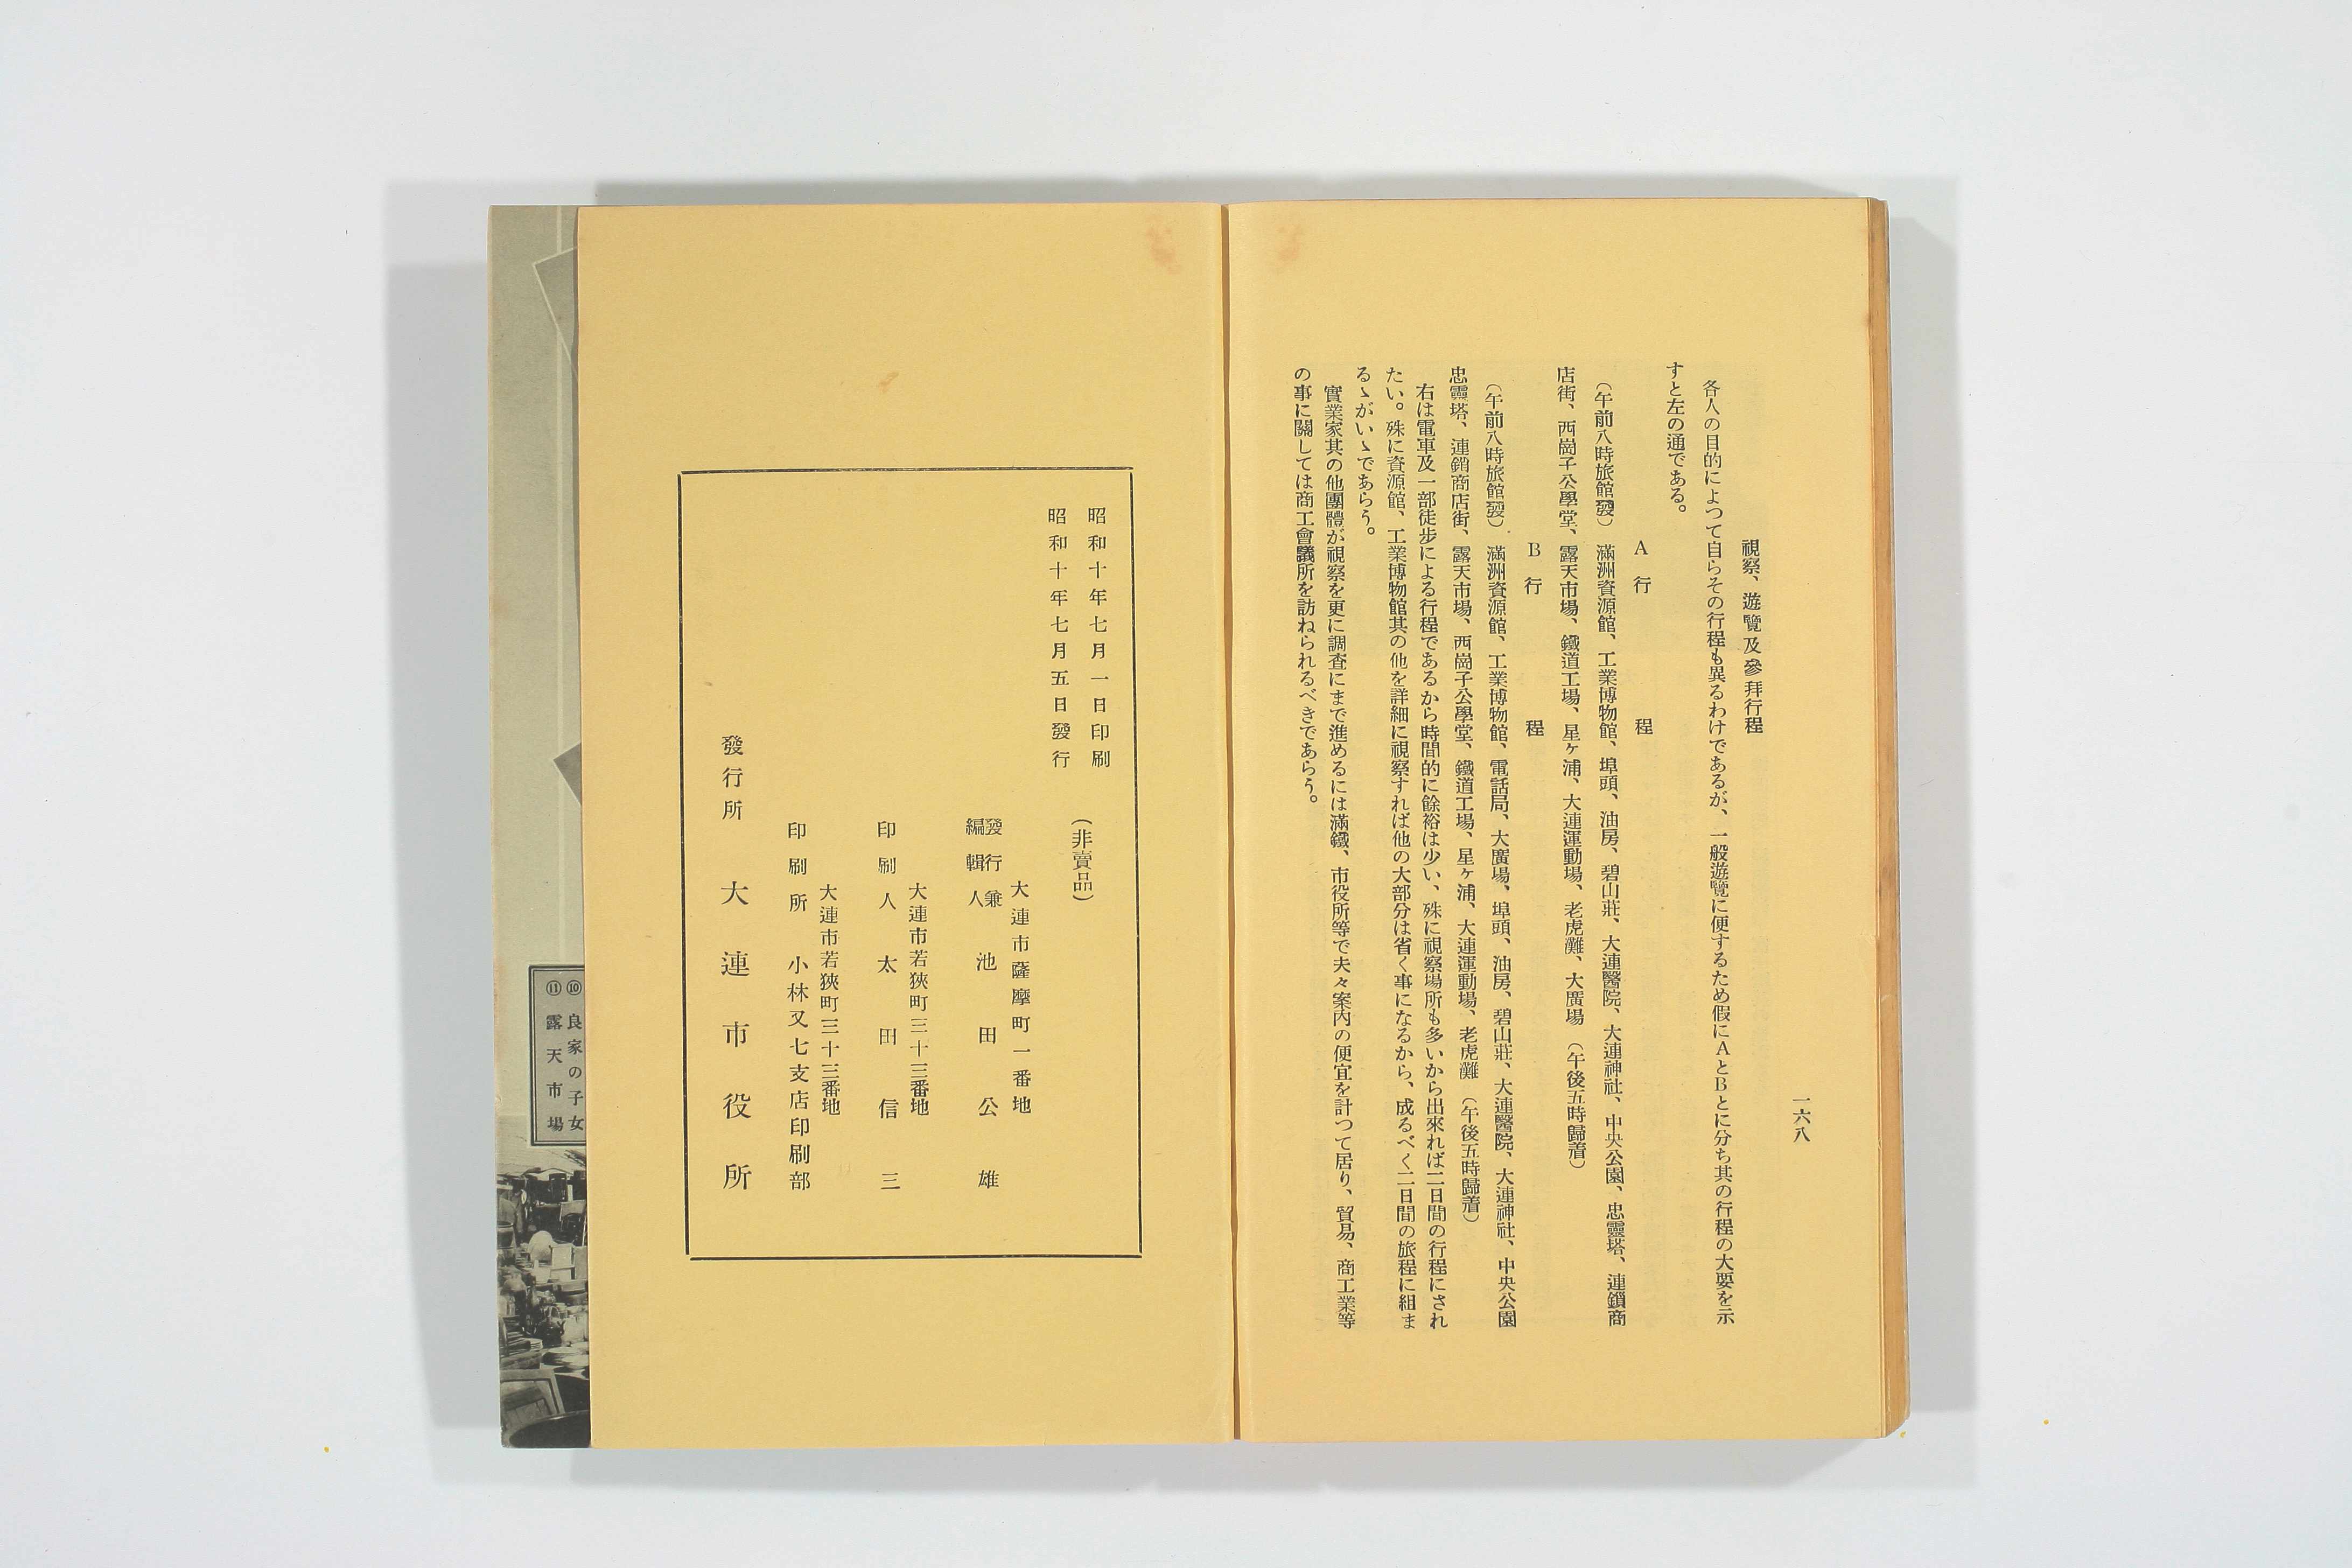 一六八
視察、遊覽及參拜行程
各人の目的によつて自らその行程も異るわけであるが、一般遊覽に便するため假にAとBとに分ち其の行程の大要を示
すと左の通である。
A行程
（午前八時旅館發）滿洲資源館、工業博物館、埠頭、油房、碧山莊、大連醫院、大連神社、中央公園、忠靈塔、連鎖商
店街、西崗子公學堂、露天市場、鐵道工場、星ヶ浦、大連運動場、老虎灘、大廣場（午後五時歸着）
B行程
（午前八時旅館發）滿洲資源館、工業博物館、電話局、大廣場、埠頭、油房、碧山莊、大連醫院、大連神社、中央公園
忠靈塔、連鎖商店街、露天市場、西崗子公學堂、鐵道工場、星ヶ浦、大連運動場、老虎灘（午後五時歸着）
右は電車及一部徒步による行程であるから時間的に餘裕は少い、殊に視察場所も多いから出來れば二日間の行程にされ
たい。殊に資源館、工業博物館其の他を詳細に視察すれば他の大部分は省く事になるから、成るべく二日間の旅程に組ま
るゝがいゝであらう。
實業家其の他團體が視察を更に調查にまで進めるには滿鐵、市役所等で夫々案內の便宜を計つて居り、貿易、商工業等
の事に關しては商工會議所を訪ねられるべきであらう。
昭和十年七月一日印刷
昭和十年七月五日發行
（非賣品）
大連市薩摩町一番地
發行兼
編輯人 池田公雄
大連市若狹町三十三番地
印刷人 太田信三
大連市若狹町三十三番地
印刷所 小林又七支店印刷部
發行所 大連市役所
⑩良家の子女
⑪露天市場